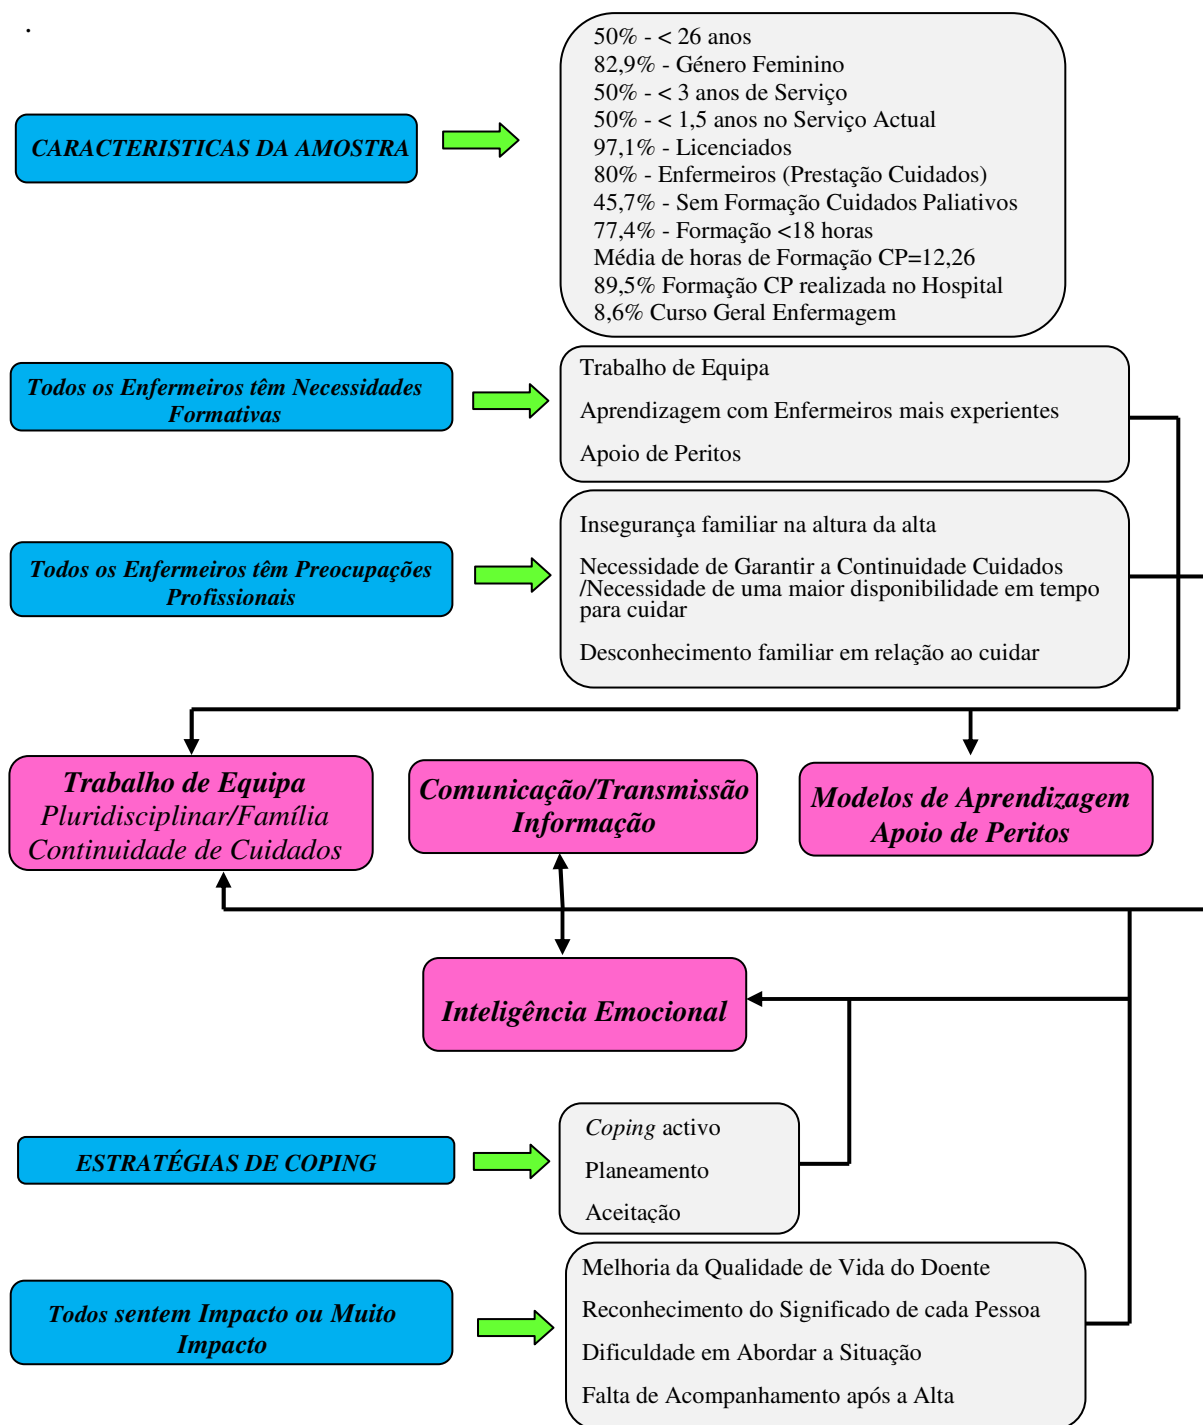 .
50% - < 26 anos
82,9% - Género Feminino
50% - < 3 anos de Serviço
50% - < 1,5 anos no Serviço Actual
97,1% - Licenciados
80% - Enfermeiros (Prestação Cuidados)
45,7% - Sem Formação Cuidados Paliativos
77,4% - Formação <18 horas
Média de horas de Formação CP=12,26
89,5% Formação CP realizada no Hospital
8,6% Curso Geral Enfermagem
CARACTERISTICAS DA AMOSTRA
Todos os Enfermeiros têm Necessidades
Formativas
Trabalho de Equipa
Aprendizagem com Enfermeiros mais experientes
Apoio de Peritos
Todos os Enfermeiros têm Preocupações
Profissionais
Insegurança familiar na altura da alta
Necessidade de Garantir a Continuidade Cuidados
/Necessidade de uma maior disponibilidade em tempo
para cuidar
Desconhecimento familiar em relação ao cuidar
Trabalho de Equipa
Pluridisciplinar/Família
Continuidade de Cuidados
Comunicação/Transmissão
Informação
Modelos de Aprendizagem
Apoio de Peritos
Inteligência Emocional
ESTRATÉGIAS DE COPING
Coping activo
Planeamento
Aceitação
Todos sentem Impacto ou Muito
Impacto
Melhoria da Qualidade de Vida do Doente
Reconhecimento do Significado de cada Pessoa
Dificuldade em Abordar a Situação
Falta de Acompanhamento após a Alta